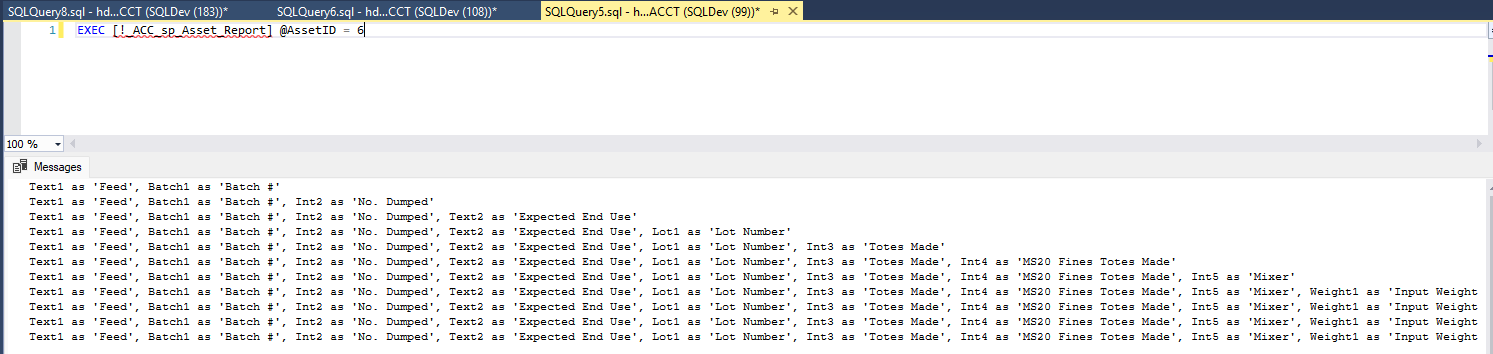 SQLQuery8.sql - hd...CCT (SQLDev (183))*
SQLQuery6.sql - hd...CCT (SQLDev (108))*
SQLQuery5.sql - h...ACCT (SQLDev (99))*
1 EXEC [!_ACC_sp_Asset_Report] @AssetID = 6
100 %
Messages
Text1 as 'Feed', Batch1 as 'Batch #'
Text1 as 'Feed', Batch1 as 'Batch #', Int2 as 'No. Dumped'
Text1 as 'Feed', Batch1 as 'Batch #', Int2 as 'No. Dumped', Text2 as 'Expected End Use'
Text1 as 'Feed', Batch1 as 'Batch #', Int2 as 'No. Dumped', Text2 as 'Expected End Use', Lot1 as 'Lot Number'
Text1 as 'Feed', Batch1 as 'Batch #', Int2 as 'No. Dumped', Text2 as 'Expected End Use', Lot1 as 'Lot Number', Int3 as 'Totes Made'
Text1 as 'Feed', Batch1 as 'Batch #', Int2 as 'No. Dumped', Text2 as 'Expected End Use', Lot1 as 'Lot Number', Int3 as 'Totes Made', Int4 as 'MS20 Fines Totes Made'
Text1 as 'Feed', Batch1 as 'Batch #', Int2 as 'No. Dumped', Text2 as 'Expected End Use', Lot1 as 'Lot Number', Int3 as 'Totes Made', Int4 as 'MS20 Fines Totes Made', Int5 as 'Mixer'
Text1 as 'Feed', Batch1 as 'Batch #', Int2 as 'No. Dumped', Text2 as 'Expected End Use', Lot1 as 'Lot Number', Int3 as 'Totes Made', Int4 as 'MS20 Fines Totes Made', Int5 as 'Mixer', Weight1 as 'Input Weight
Text1 as 'Feed', Batch1 as 'Batch #', Int2 as 'No. Dumped', Text2 as 'Expected End Use', Lot1 as 'Lot Number', Int3 as 'Totes Made', Int4 as 'MS20 Fines Totes Made', Int5 as 'Mixer', Weight1 as 'Input Weight
Text1 as 'Feed', Batch1 as 'Batch #', Int2 as 'No. Dumped', Text2 as 'Expected End Use', Lot1 as 'Lot Number', Int3 as 'Totes Made', Int4 as 'MS20 Fines Totes Made', Int5 as 'Mixer', Weight1 as 'Input Weight
Text1 as 'Feed', Batch1 as 'Batch #', Int2 as 'No. Dumped', Text2 as 'Expected End Use', Lot1 as 'Lot Number', Int3 as 'Totes Made', Int4 as 'MS20 Fines Totes Made', Int5 as 'Mixer', Weight1 as 'Input Weight